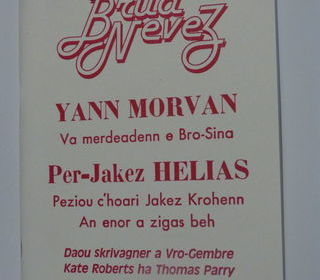 Brud
Nevez
YANN MORVAN
Va merdeadenn e Bro-Sina
Per-Jakez HELIAS
Peziou c'hoari Jakez Krohenn
An enor a zigas beh
Daou skrivagner a Vro-Gembre
Kate Roberts ha Thomas Parry